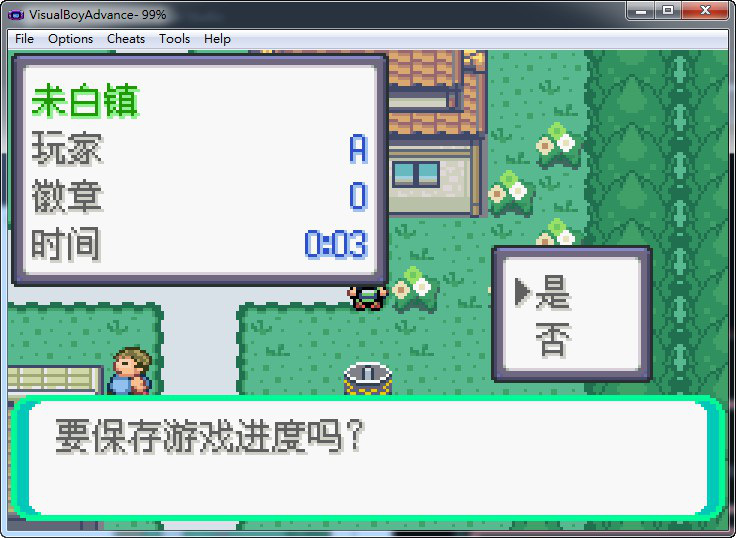 VisualBoyAdvance- 99%
File Options Cheats Tools Help
未白镇
玩家 A
徽章 0
时间 0:03
是
否
要保存游戏进度吗?